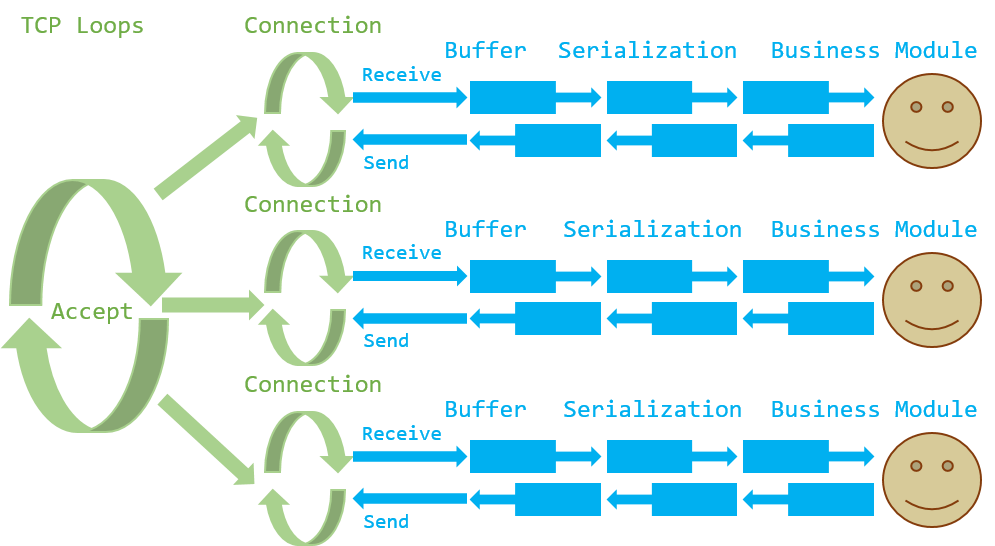 TCP Loops
Connection
Buffer Serialization Business Module
Receive
Send
Connection
Buffer Serialization Business Module
Receive
Accept
Send
Connection
Buffer Serialization Business Module
Receive
Send